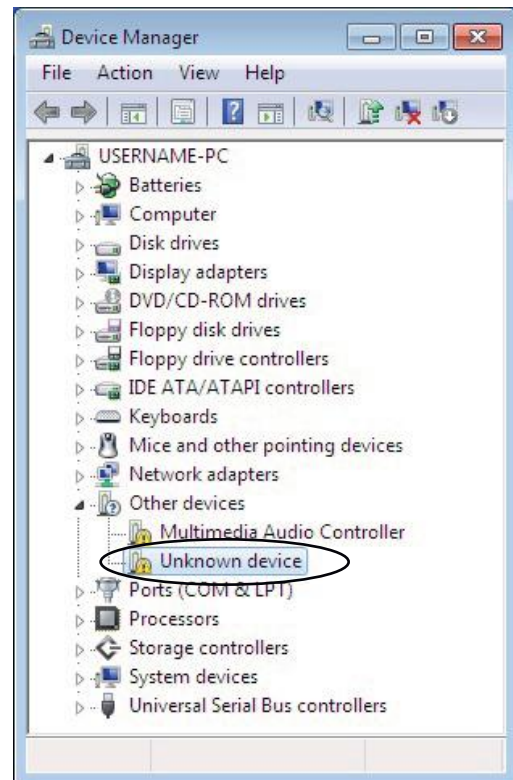 Device Manager
File Action View Help
USERNAME-PC
Batteries
Computer
Disk drives
Display adapters
DVD/CD-ROM drives
Floppy disk drives
Floppy drive controllers
IDE ATA/ATAPI controllers
Keyboards
Mice and other pointing devices
Network adapters
Other devices
Multimedia Audio Controller
Unknown device
Ports (COM & LPT)
Processors
Storage controllers
System devices
Universal Serial Bus controllers